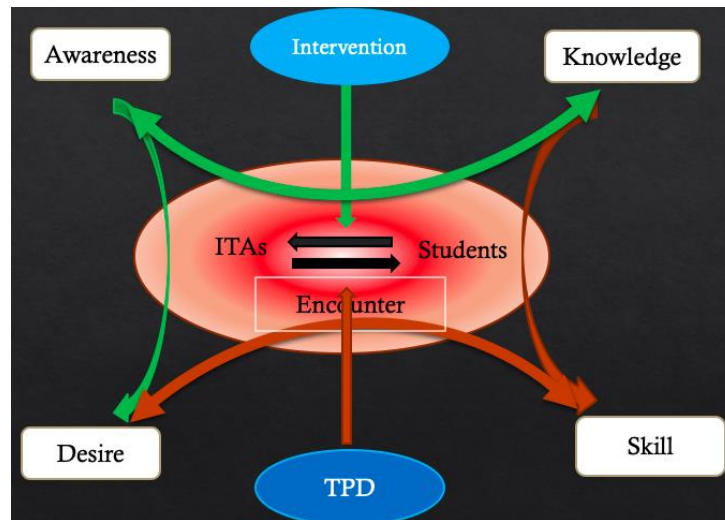 Intervention
Awareness
Knowledge
ITAs
Students
Encounter
Desire
Skill
TPD